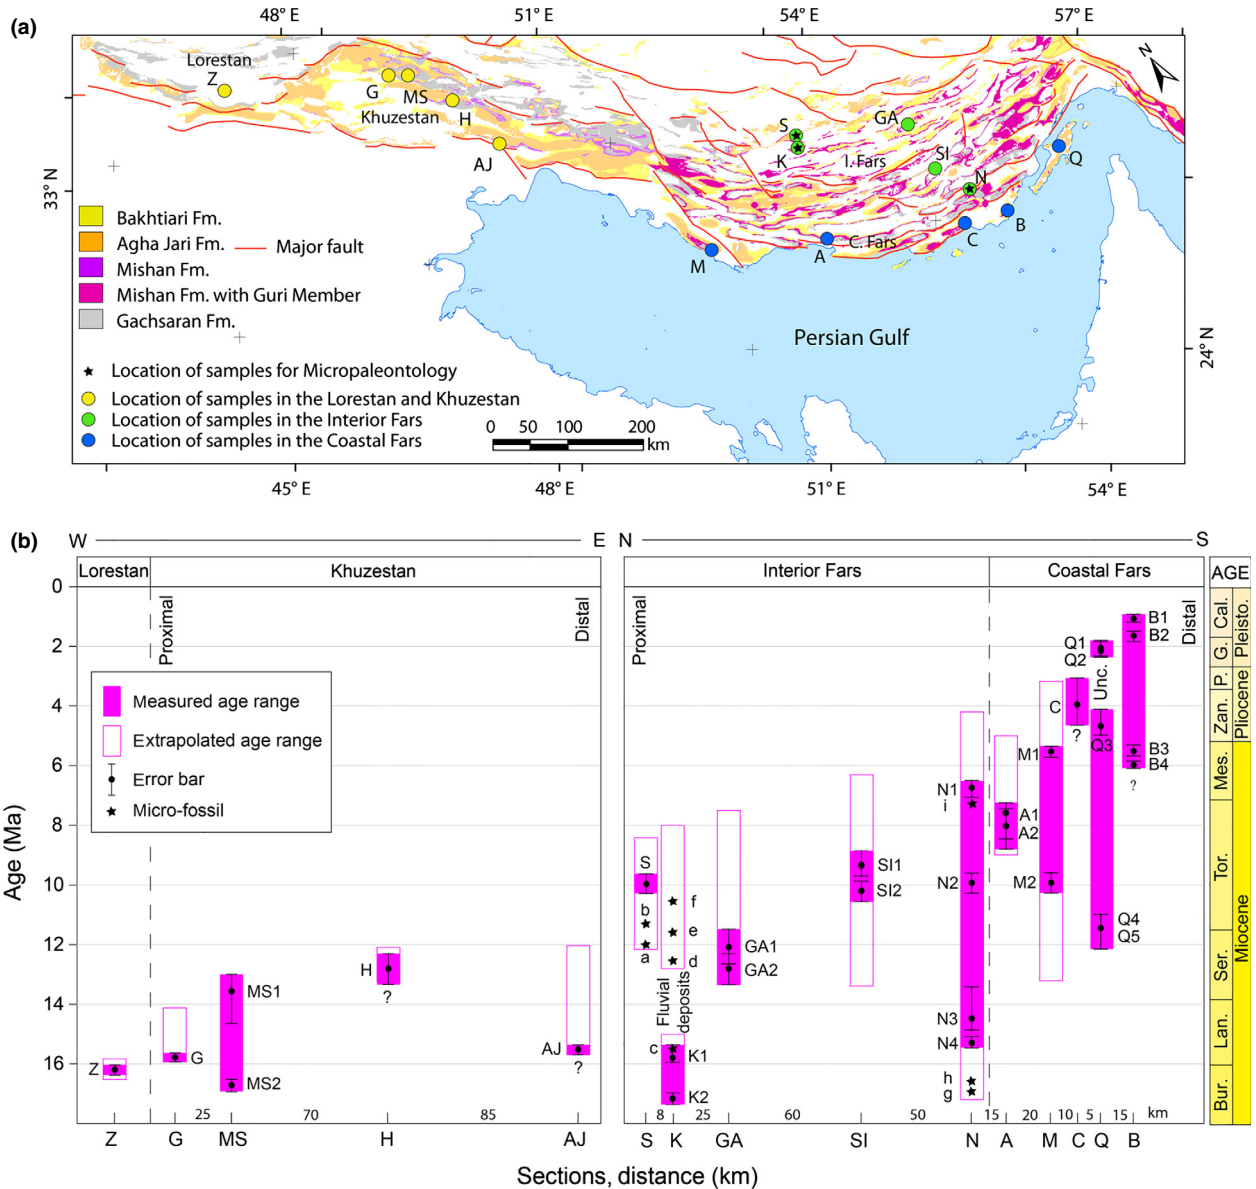 (a)
48° E
51° E
54° E
57° E
N
Lorestan
Z
G
MS
Khuzestan
H
AJ
S
K
GA
I. Fars
SI
N
Q
B
C
C. Fars
A
M
33° N
24° N
Bakhtiari Fm.
Agha Jari Fm.
Major fault
Mishan Fm.
Mishan Fm. with Guri Member
Gachsaran Fm.
Persian Gulf
Location of samples for Micropaleontology
Location of samples in the Lorestan and Khuzestan
Location of samples in the Interior Fars
Location of samples in the Coastal Fars
0 50 100 200
km
45° E
48° E
51° E
54° E
(b)
W E N S
Lorestan Khuzestan Interior Fars Coastal Fars AGE
0
2
4
6
8
10
12
14
16
Age (Ma)
Proximal
Distal
Proximal
Distal
Measured age range
Extrapolated age range
Error bar
Micro-fossil
Z
G
MS1
MS2
H
?
AJ
?
S
b
a
f
e
d
Fluvial
deposits
c
K1
K2
GA1
GA2
SI1
SI2
N1
i
N2
N3
N4
h
g
A1
A2
M1
M2
C
?
Q1
Q2
Unc.
Q3
Q4
Q5
B1
B2
B3
B4
?
Cal.
G.
P.
Zan.
Mes.
Tor.
Ser.
Lan.
Bur.
Pleisto.
Pliocene
Miocene
25 70 85 8 25 60 50 15 20 10 5 15 km
Z G MS H AJ S K GA SI N A M C Q B
Sections, distance (km)